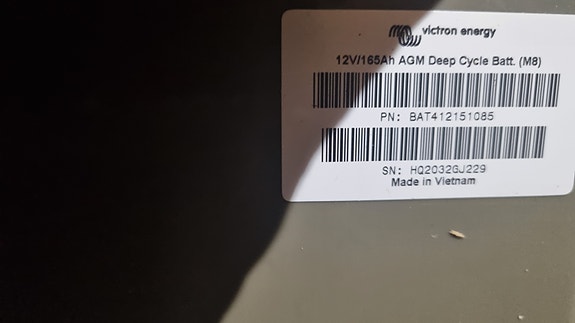 victron energy
12V/165Ah AGM Deep Cycle Batt. (M8)
PN: BAT412151085
SN: HQ2032GJ229
Made in Vietnam